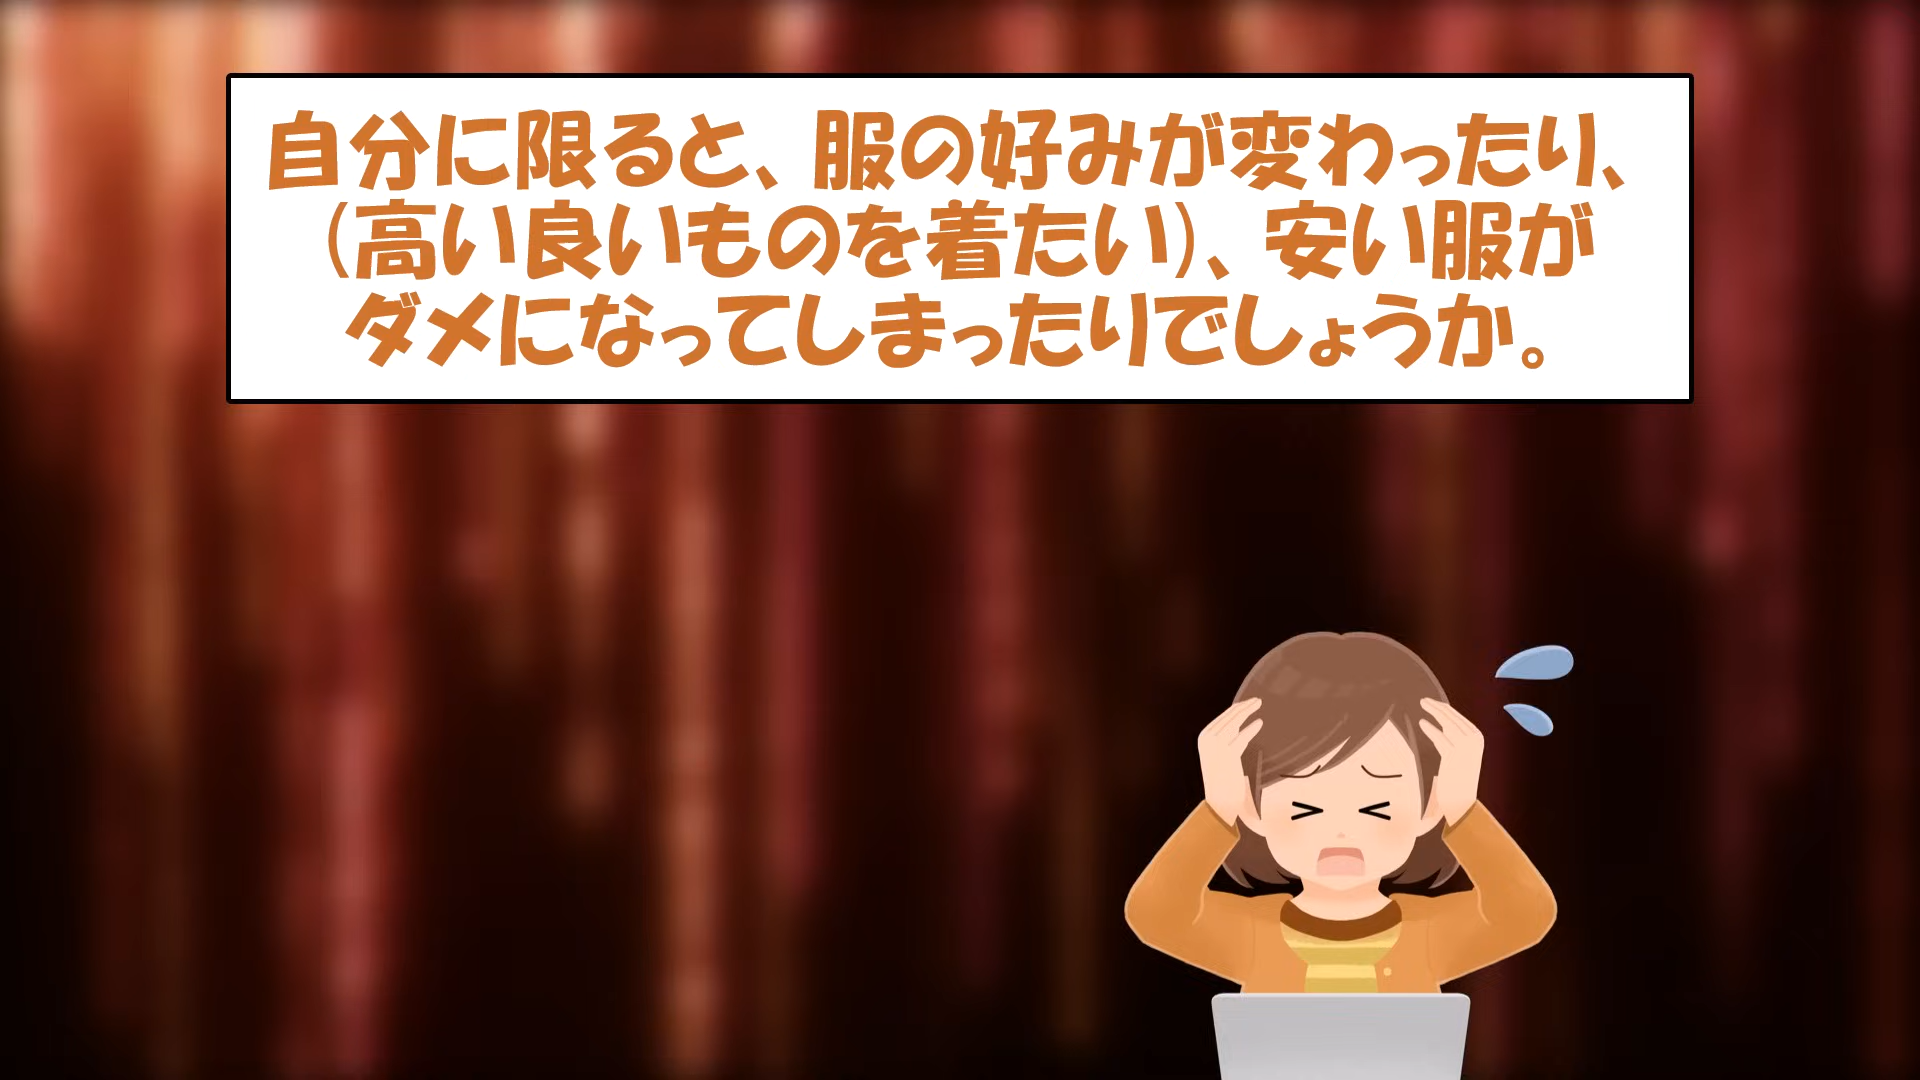 自分に限ると、服の好みが変わったり、
(高い良いものを着たい)、安い服が
ダメになってしまったりでしょうか。